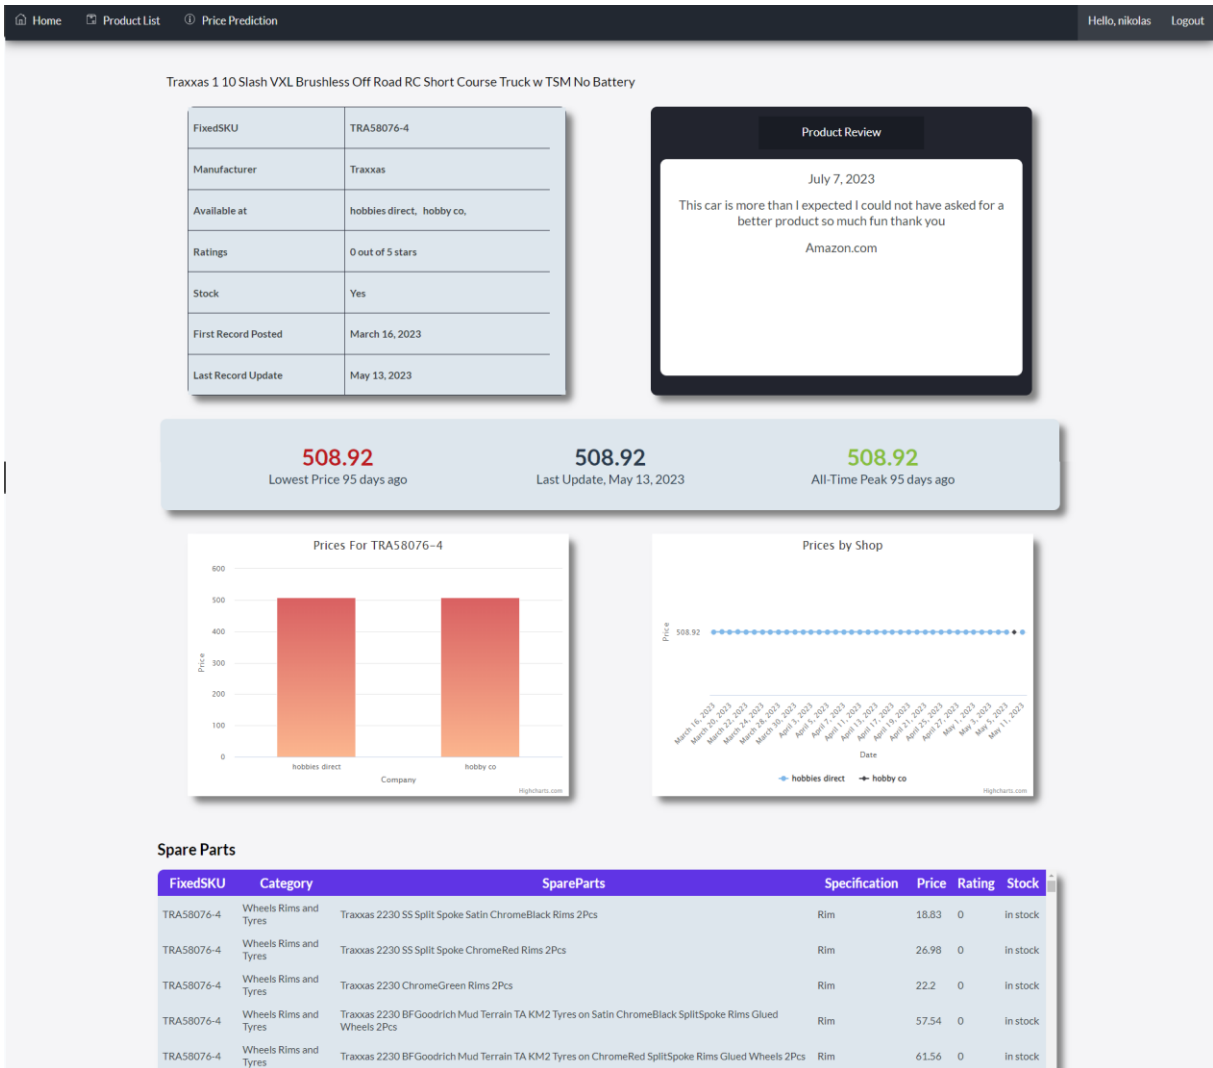 Home Product List Price Prediction Hello, nikolas Logout
Traxxas 1 10 Slash VXL Brushless Off Road RC Short Course Truck w TSM No Battery
FixedSKU TRA58076-4
Manufacturer Traxxas
Available at hobbies direct, hobby co,
Ratings 0 out of 5 stars
Stock Yes
First Record Posted March 16, 2023
Last Record Update May 13, 2023
Product Review
July 7, 2023
This car is more than I expected I could not have asked for a
better product so much fun thank you
Amazon.com
508.92 508.92 508.92
Lowest Price 95 days ago Last Update, May 13, 2023 All-Time Peak 95 days ago
Prices For TRA58076-4
600
500
400
300
200
100
0
Price
hobbies direct hobby co
Company
Highcharts.com
Prices by Shop
Price
508.92
March 16, 2023
March 20, 2023
March 22, 2023
March 24, 2023
March 28, 2023
March 30, 2023
April 3, 2023
April 5, 2023
April 7, 2023
April 11, 2023
April 13, 2023
April 17, 2023
April 19, 2023
April 21, 2023
April 25, 2023
April 27, 2023
May 1, 2023
May 3, 2023
May 5, 2023
May 11, 2023
Date
hobbies direct hobby co
Highcharts.com
Spare Parts
FixedSKU Category SpareParts Specification Price Rating Stock
TRA58076-4 Wheels Rims and Tyres Traxxas 2230 SS Split Spoke Satin ChromeBlack Rims 2Pcs Rim 18.83 0 in stock
TRA58076-4 Wheels Rims and Tyres Traxxas 2230 SS Split Spoke ChromeRed Rims 2Pcs Rim 26.98 0 in stock
TRA58076-4 Wheels Rims and Tyres Traxxas 2230 ChromeGreen Rims 2Pcs Rim 22.2 0 in stock
TRA58076-4 Wheels Rims and Tyres Traxxas 2230 BFGoodrich Mud Terrain TA KM2 Tyres on Satin ChromeBlack SplitSpoke Rims Glued Wheels 2Pcs Rim 57.54 0 in stock
TRA58076-4 Wheels Rims and Tyres Traxxas 2230 BFGoodrich Mud Terrain TA KM2 Tyres on ChromeRed SplitSpoke Rims Glued Wheels 2Pcs Rim 61.56 0 in stock